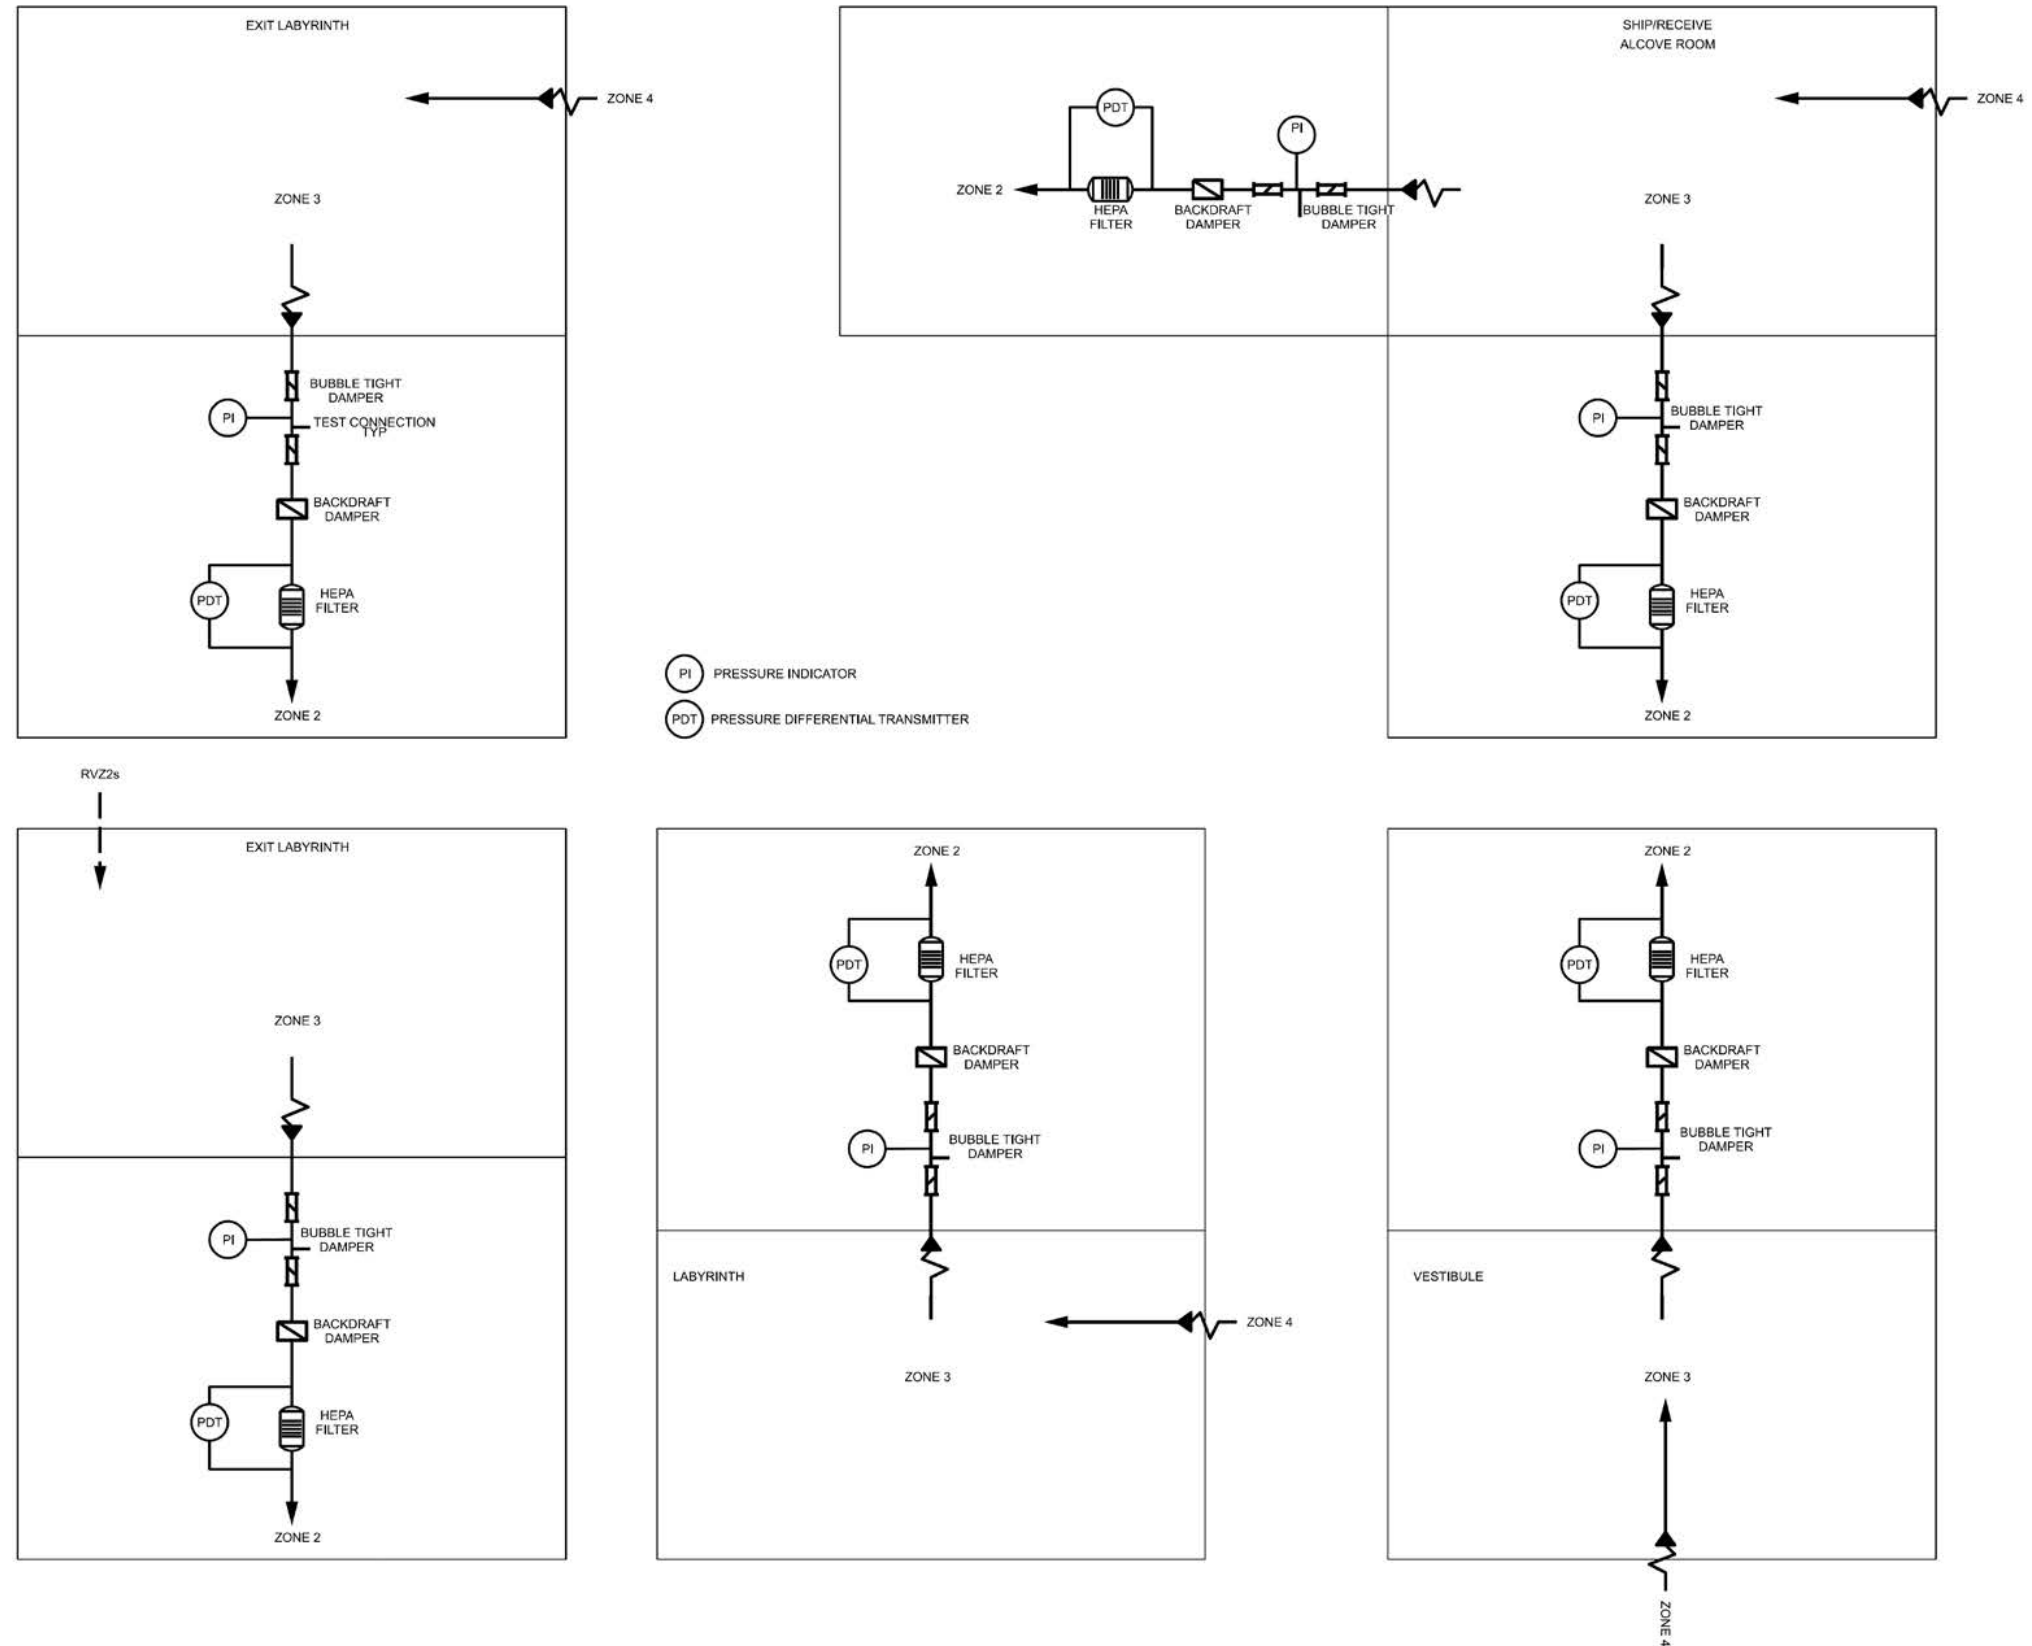 EXIT LABYRINTH
ZONE 4
ZONE 3
BUBBLE TIGHT
DAMPER
PI
TEST CONNECTION
TYP
BACKDRAFT
DAMPER
PDT
HEPA
FILTER
ZONE 2
SHIP/RECEIVE
ALCOVE ROOM
ZONE 4
PDT
PI
ZONE 2
HEPA
FILTER
BACKDRAFT
DAMPER
BUBBLE TIGHT
DAMPER
ZONE 3
PI
BUBBLE TIGHT
DAMPER
BACKDRAFT
DAMPER
PDT
HEPA
FILTER
ZONE 2
PI PRESSURE INDICATOR
PDT PRESSURE DIFFERENTIAL TRANSMITTER
RVZ2s
EXIT LABYRINTH
ZONE 3
PI
BUBBLE TIGHT
DAMPER
BACKDRAFT
DAMPER
PDT
HEPA
FILTER
ZONE 2
ZONE 2
PDT
HEPA
FILTER
BACKDRAFT
DAMPER
PI
BUBBLE TIGHT
DAMPER
LABYRINTH
ZONE 4
ZONE 3
ZONE 2
PDT
HEPA
FILTER
BACKDRAFT
DAMPER
PI
BUBBLE TIGHT
DAMPER
VESTIBULE
ZONE 3
ZONE 4